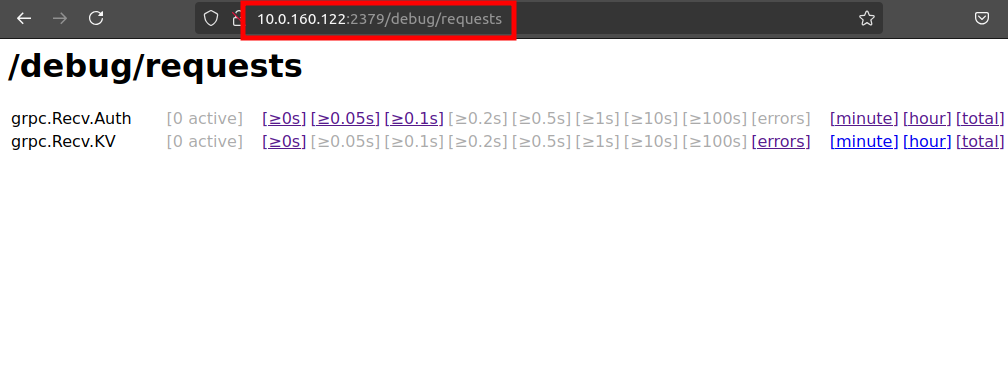 10.0.160.122:2379/debug/requests
/debug/requests
grpc.Recv.Auth [0 active] [≥0s] [≥0.05s] [≥0.1s] [≥0.2s] [≥0.5s] [≥1s] [≥10s] [≥100s] [errors] [minute] [hour] [total]
grpc.Recv.KV [0 active] [≥0s] [≥0.05s] [≥0.1s] [≥0.2s] [≥0.5s] [≥1s] [≥10s] [≥100s] [errors] [minute] [hour] [total]